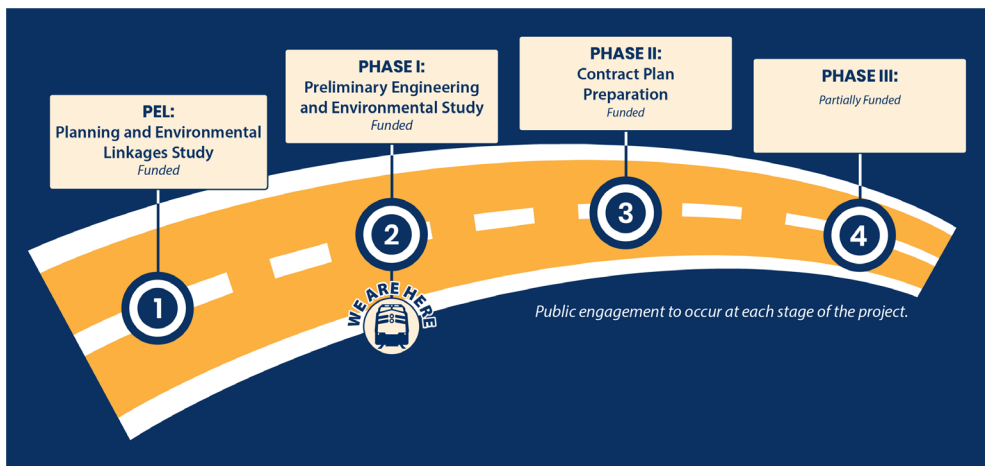 PEL:
Planning and Environmental
Linkages Study
Funded
PHASE I:
Preliminary Engineering
and Environmental Study
Funded
PHASE II:
Contract Plan
Preparation
Funded
PHASE III:
Partially Funded
1
2
3
4
WE ARE HERE
Public engagement to occur at each stage of the project.